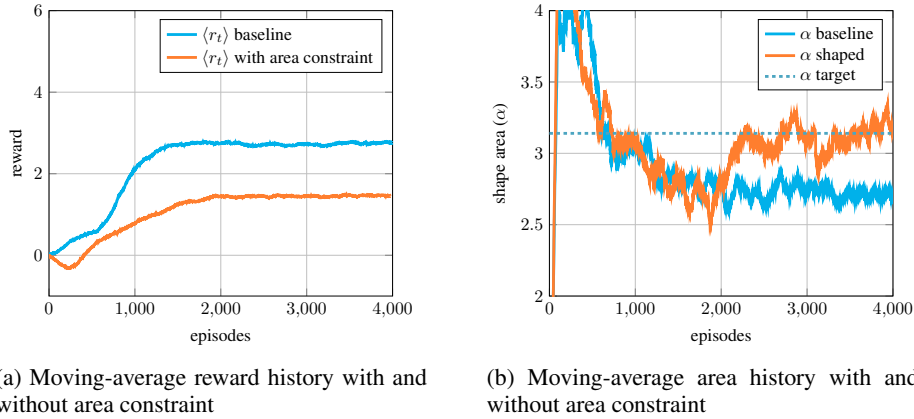 6
4
2
0
0
1,000
2,000
3,000
4,000
reward
episodes
⟨r_t⟩ baseline
⟨r_t⟩ with area constraint
4
3.5
3
2.5
2
0
1,000
2,000
3,000
4,000
shape area (α)
episodes
α baseline
α shaped
α target
(a) Moving-average reward history with and
without area constraint
(b) Moving-average area history with and
without area constraint